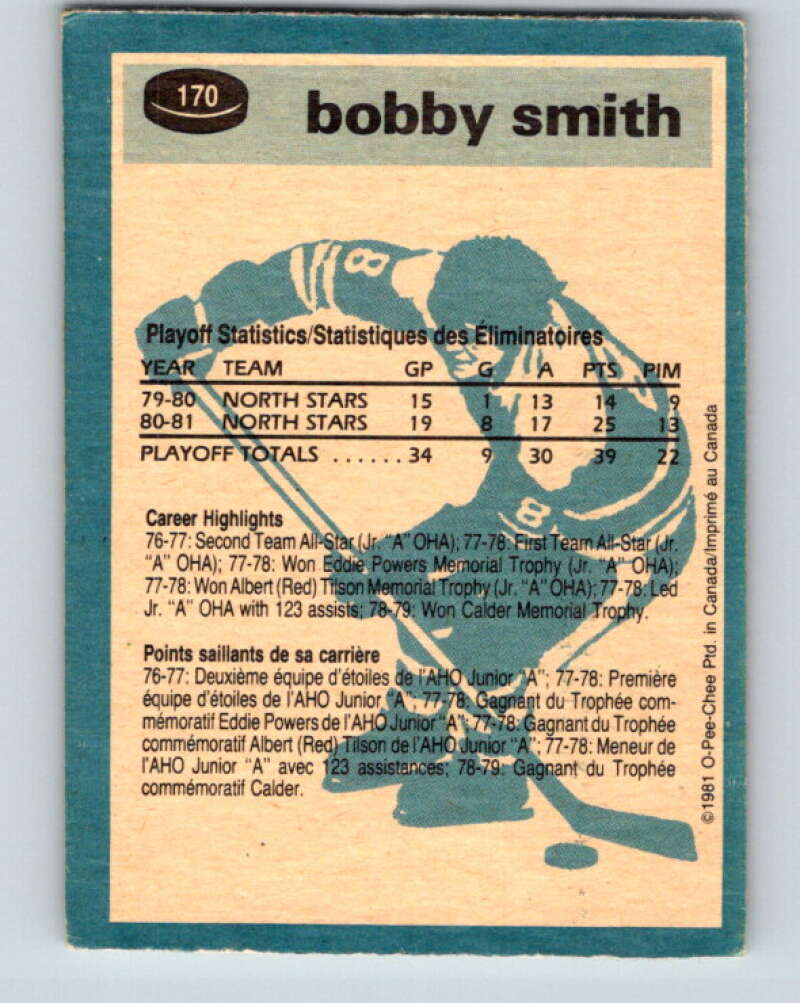 170
bobby smith
8
Playoff Statistics/Statistiques des Éliminatoires
YEAR TEAM GP G A PTS PIM
79-80 NORTH STARS 15 1 13 14 9
80-81 NORTH STARS 19 8 17 25 13
PLAYOFF TOTALS ...... 34 9 30 39 22
8
Career Highlights
76-77: Second Team All-Star (Jr. "A" OHA); 77-78: First Team All-Star (Jr.
"A" OHA); 77-78: Won Eddie Powers Memorial Trophy (Jr. "A" OHA);
77-78: Won Albert (Red) Tilson Memorial Trophy (Jr. "A" OHA); 77-78: Led
Jr. "A" OHA with 123 assists; 78-79: Won Calder Memorial Trophy.
Points saillants de sa carrière
76-77: Deuxième équipe d'étoiles de l'AHO Junior "A"; 77-78: Première
équipe d'étoiles de l'AHO Junior "A"; 77-78: Gagnant du Trophée com-
mémoratif Eddie Powers de l'AHO Junior "A"; 77-78: Gagnant du Trophée
commémoratif Albert (Red) Tilson de l'AHO Junior "A"; 77-78: Meneur de
l'AHO Junior "A" avec 123 assistances; 78-79: Gagnant du Trophée
commémoratif Calder.
©1981 O-Pee-Chee Ptd. in Canada/Imprimé au Canada